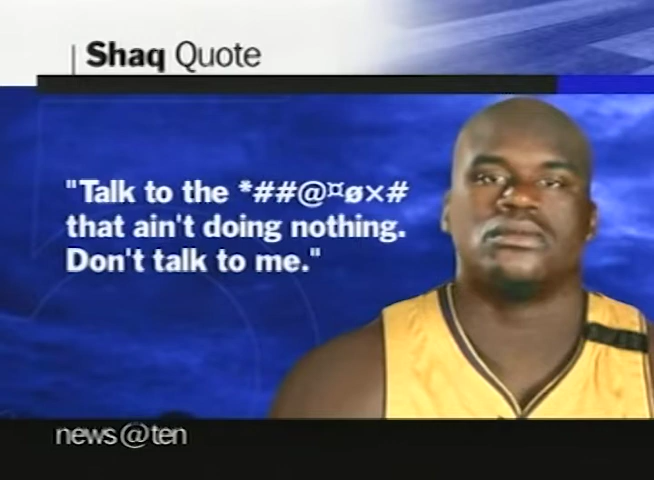 Shaq Quote
"Talk to the *##@¤ø×#
that ain't doing nothing.
Don't talk to me."
news@ten